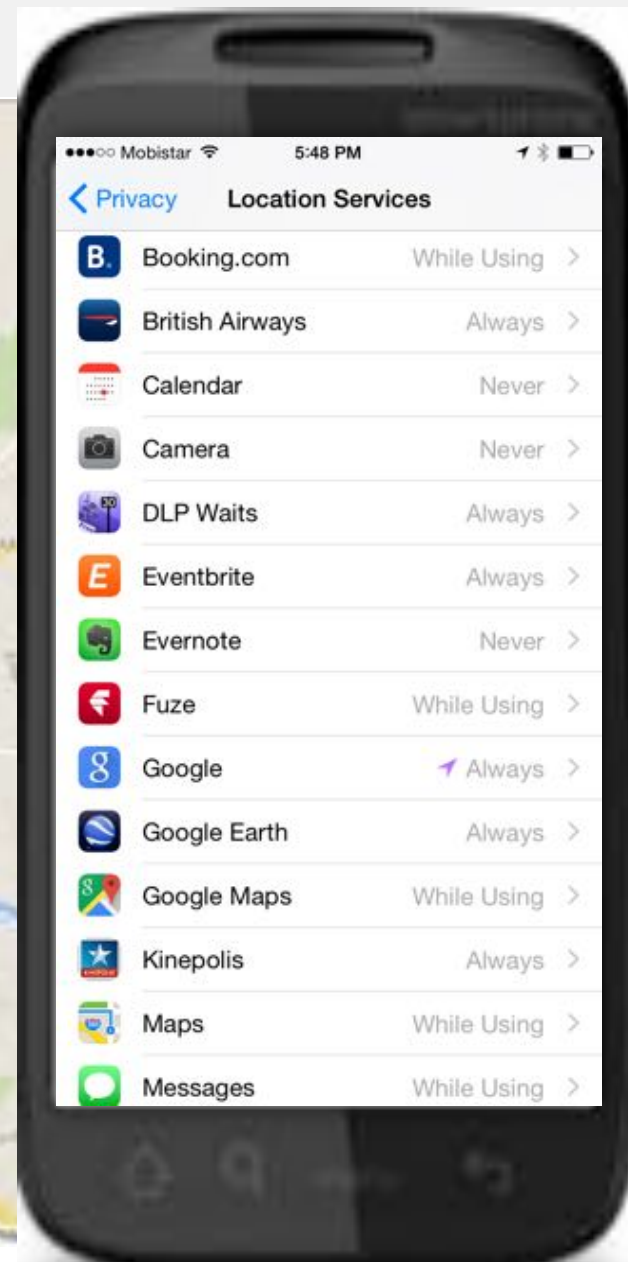 Mobistar 5:48 PM
Privacy Location Services
B. Booking.com While Using
British Airways Always
Calendar Never
Camera Never
30 DLP Waits Always
E Eventbrite Always
Evernote Never
Fuze While Using
g Google Always
Google Earth Always
g Google Maps While Using
KINEPOLIS Kinepolis Always
Maps While Using
Messages While Using